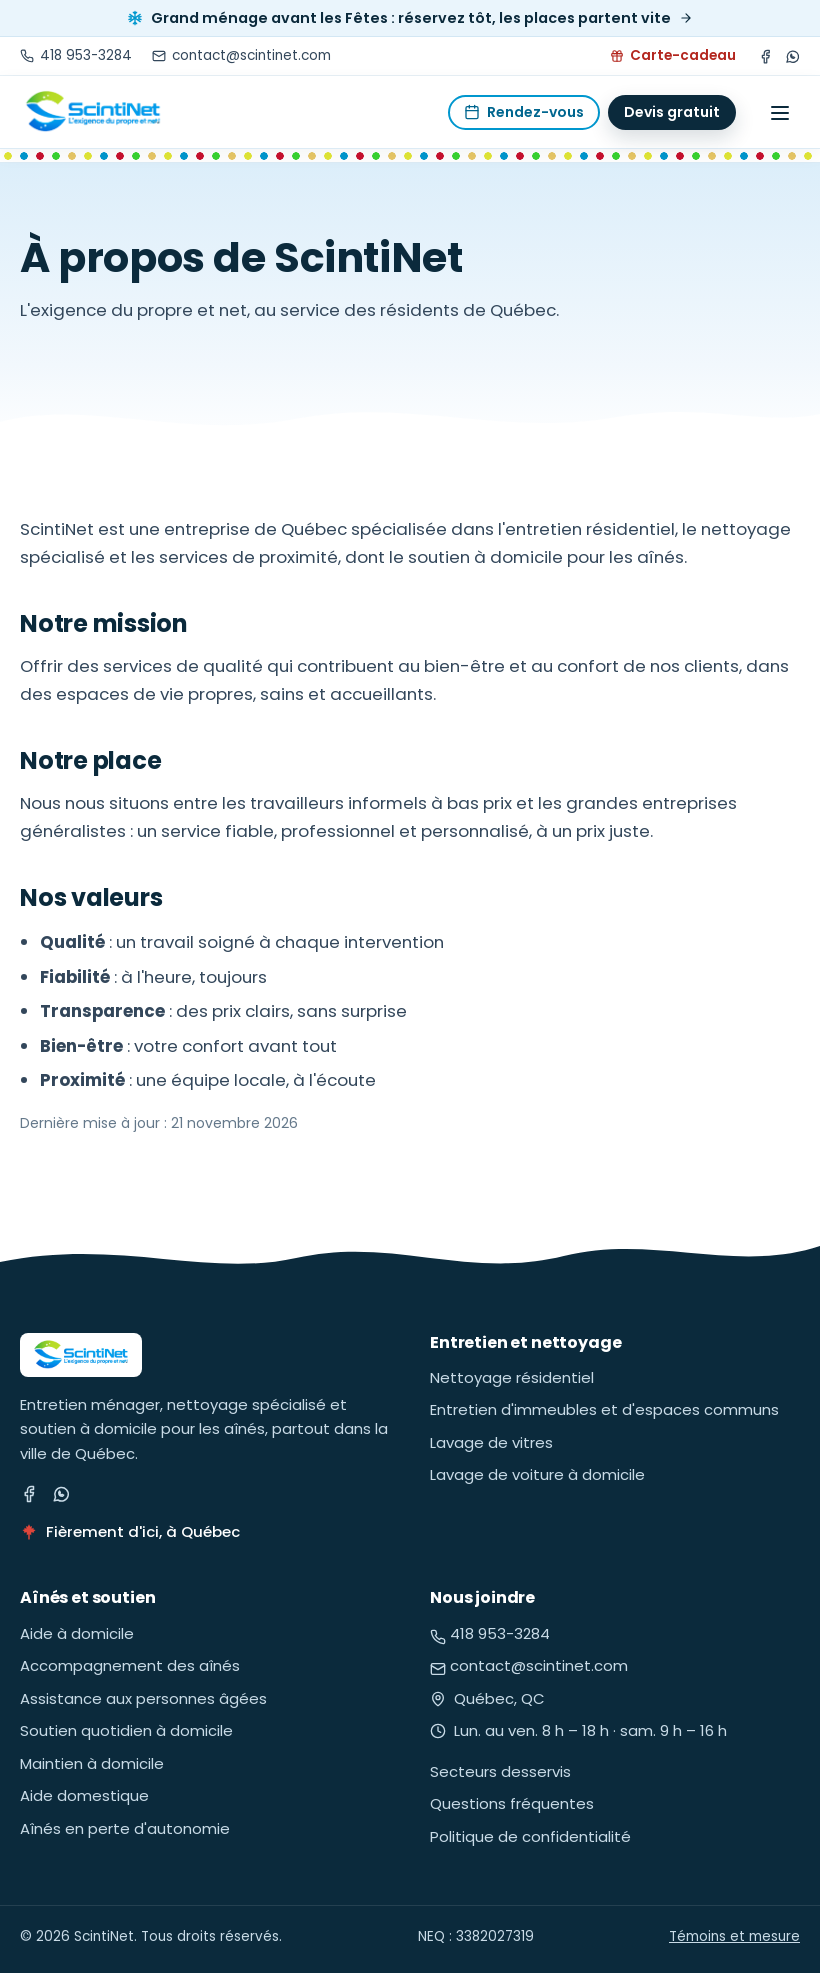 Grand ménage avant les Fêtes : réservez tôt, les places partent vite →
418 953-3284 contact@scintinet.com Carte-cadeau
ScintiNet
L'exigence du propre et net
Rendez-vous Devis gratuit
À propos de ScintiNet
L'exigence du propre et net, au service des résidents de Québec.
ScintiNet est une entreprise de Québec spécialisée dans l'entretien résidentiel, le nettoyage
spécialisé et les services de proximité, dont le soutien à domicile pour les aînés.
Notre mission
Offrir des services de qualité qui contribuent au bien-être et au confort de nos clients, dans
des espaces de vie propres, sains et accueillants.
Notre place
Nous nous situons entre les travailleurs informels à bas prix et les grandes entreprises
généralistes : un service fiable, professionnel et personnalisé, à un prix juste.
Nos valeurs
• Qualité : un travail soigné à chaque intervention
• Fiabilité : à l'heure, toujours
• Transparence : des prix clairs, sans surprise
• Bien-être : votre confort avant tout
• Proximité : une équipe locale, à l'écoute
Dernière mise à jour : 21 novembre 2026
ScintiNet
L'exigence du propre et net
Entretien ménager, nettoyage spécialisé et
soutien à domicile pour les aînés, partout dans la
ville de Québec.
Fièrement d'ici, à Québec
Entretien et nettoyage
Nettoyage résidentiel
Entretien d'immeubles et d'espaces communs
Lavage de vitres
Lavage de voiture à domicile
Aînés et soutien
Aide à domicile
Accompagnement des aînés
Assistance aux personnes âgées
Soutien quotidien à domicile
Maintien à domicile
Aide domestique
Aînés en perte d'autonomie
Nous joindre
418 953-3284
contact@scintinet.com
Québec, QC
Lun. au ven. 8 h – 18 h · sam. 9 h – 16 h
Secteurs desservis
Questions fréquentes
Politique de confidentialité
© 2026 ScintiNet. Tous droits réservés. NEQ : 3382027319 Témoins et mesure